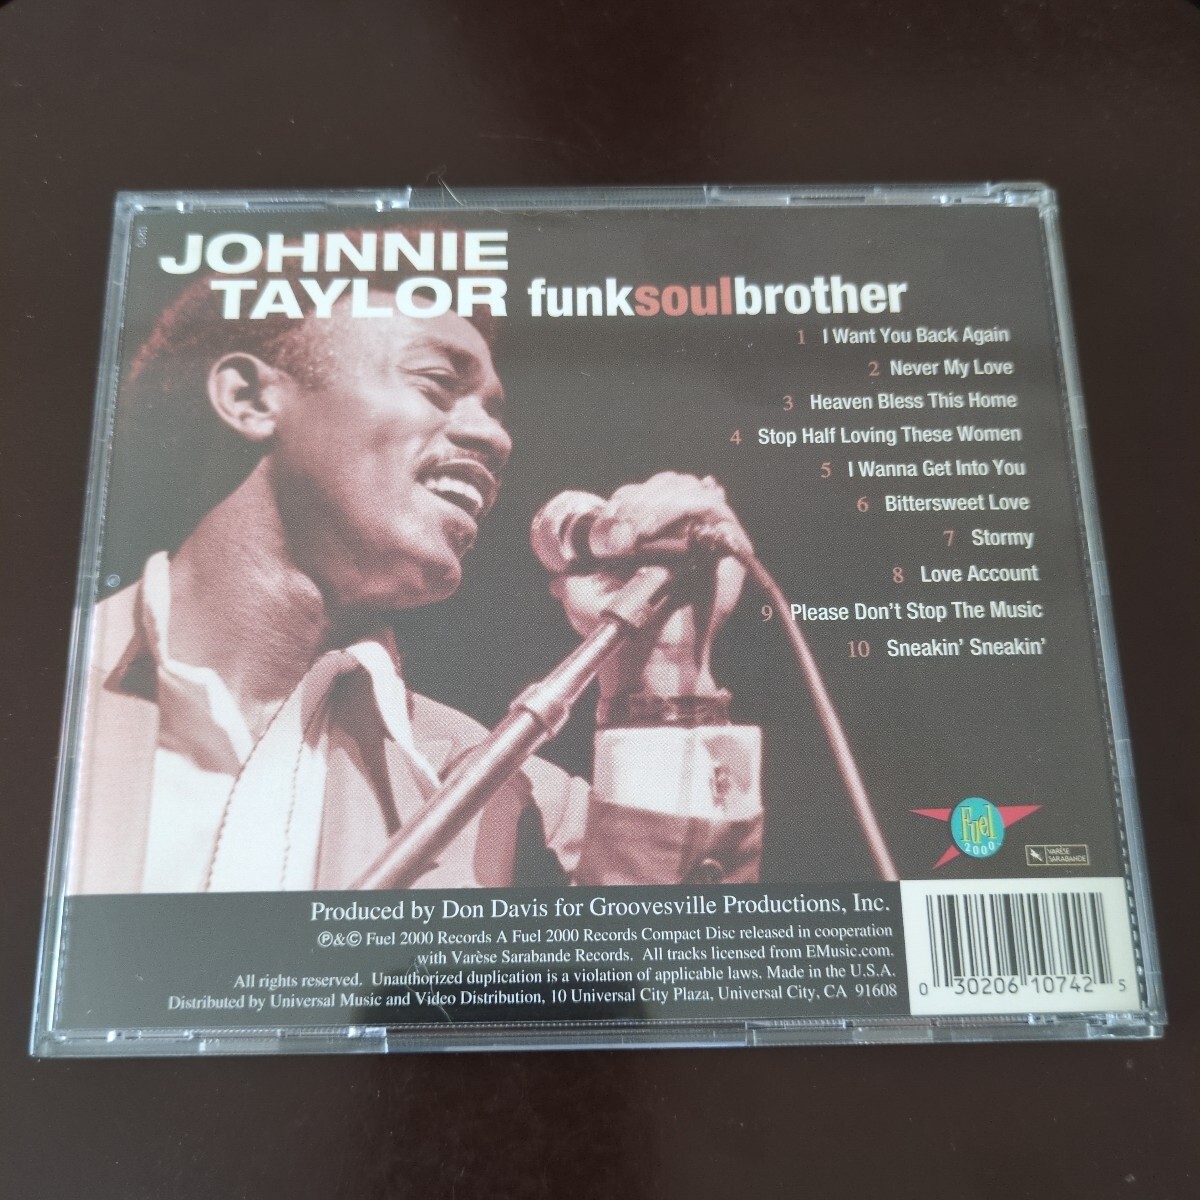 JOHNNIE
TAYLOR funksoulbrother
1 I Want You Back Again
2 Never My Love
3 Heaven Bless This Home
4 Stop Half Loving These Women
5 I Wanna Get Into You
6 Bittersweet Love
7 Stormy
8 Love Account
9 Please Don't Stop The Music
10 Sneakin' Sneakin'
Fuel
2000
VARÈSE
SARABANDE
Produced by Don Davis for Groovesville Productions, Inc.
℗&© Fuel 2000 Records A Fuel 2000 Records Compact Disc released in cooperation
with Varèse Sarabande Records. All tracks licensed from EMusic.com.
All rights reserved. Unauthorized duplication is a violation of applicable laws. Made in the U.S.A.
Distributed by Universal Music and Video Distribution, 10 Universal City Plaza, Universal City, CA 91608
0 30206 10742 5